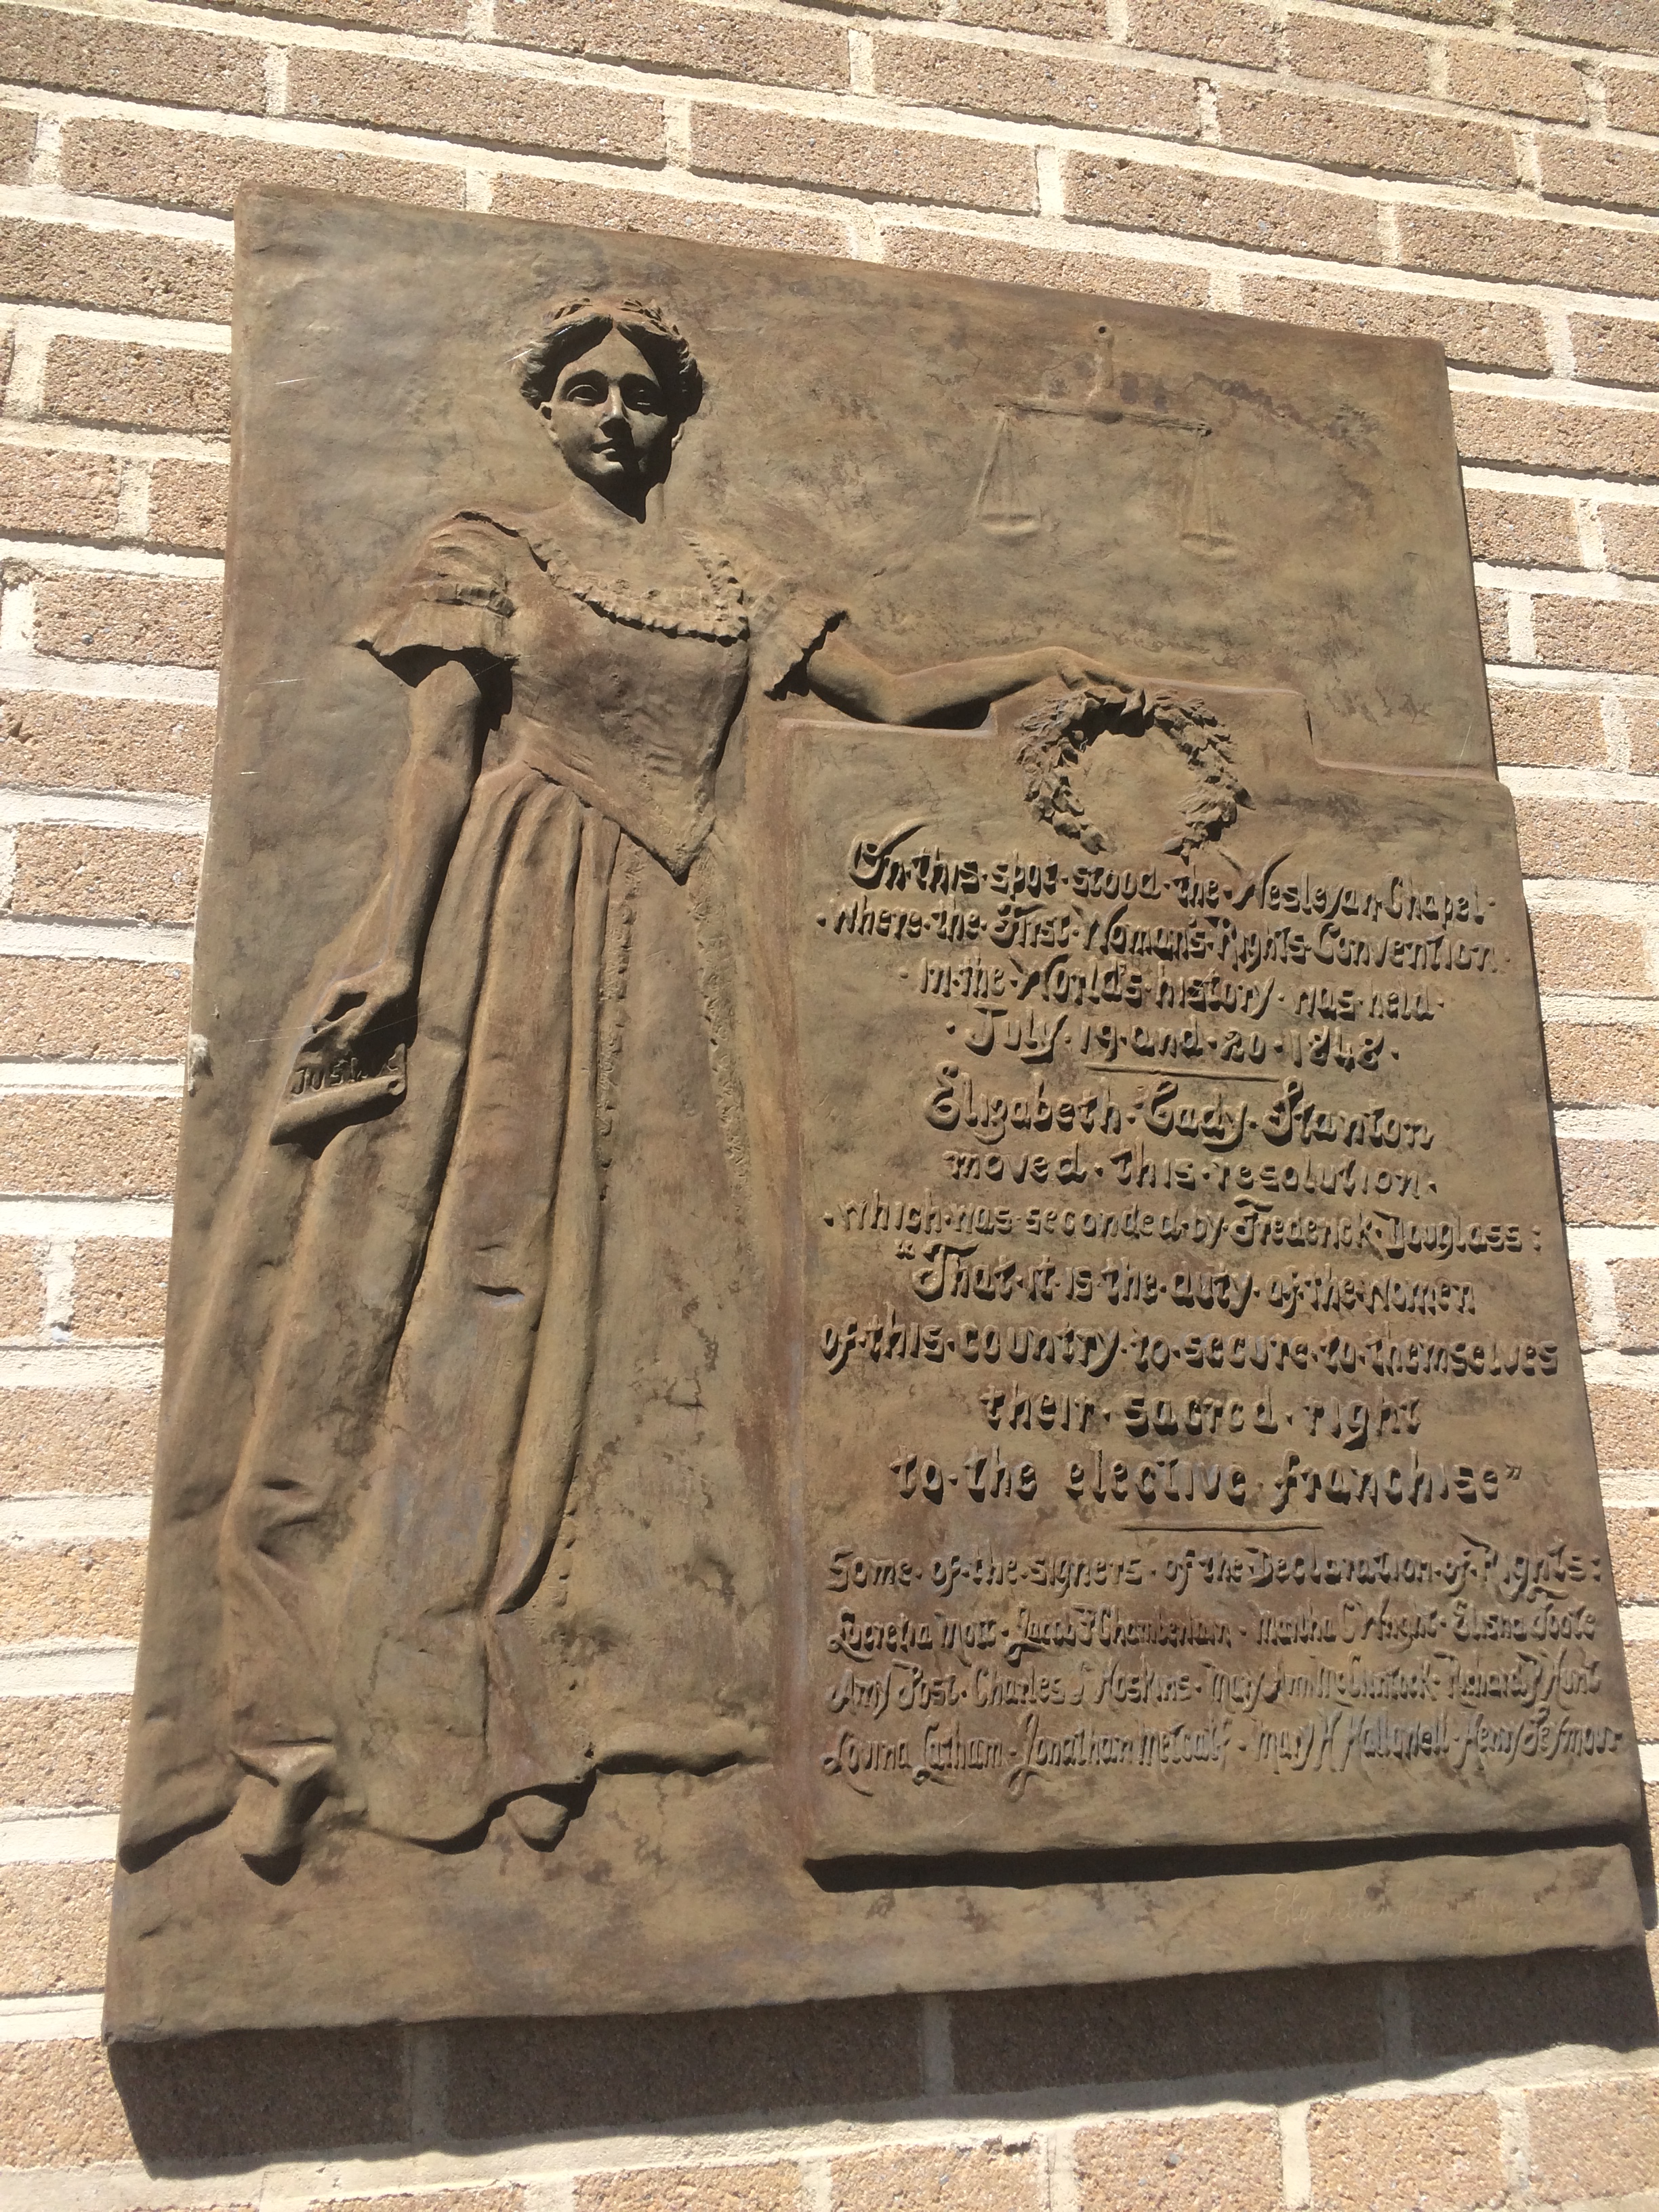 JUSTICE
On·this·spot·stood·the·Wesleyan·Chapel·
·Where·the·First·Woman's·Rights·Convention
·in·the·World's·history·was·held·
·July·19·and·20·1848·
Elizabeth·Cady·Stanton
moved·this·resolution·
·which·was·seconded·by·Frederick·Douglass:
"That·it·is·the·duty·of·the·women
of·this·country·to·secure·to·themselves
their·sacred·right
to·the elective·franchise"
Some·of·the·signers·of the·Declaration·of·Rights:
Lucretia Mott·Jacob P Chamberlain·Martha C Wright·Elisha Foote
Amy Post·Charles L Hoskins·Mary Ann McClintock·Richard P Hunt
Lovina Latham·Jonathan Metcalf·Mary H Hallowell·Henry Seymour